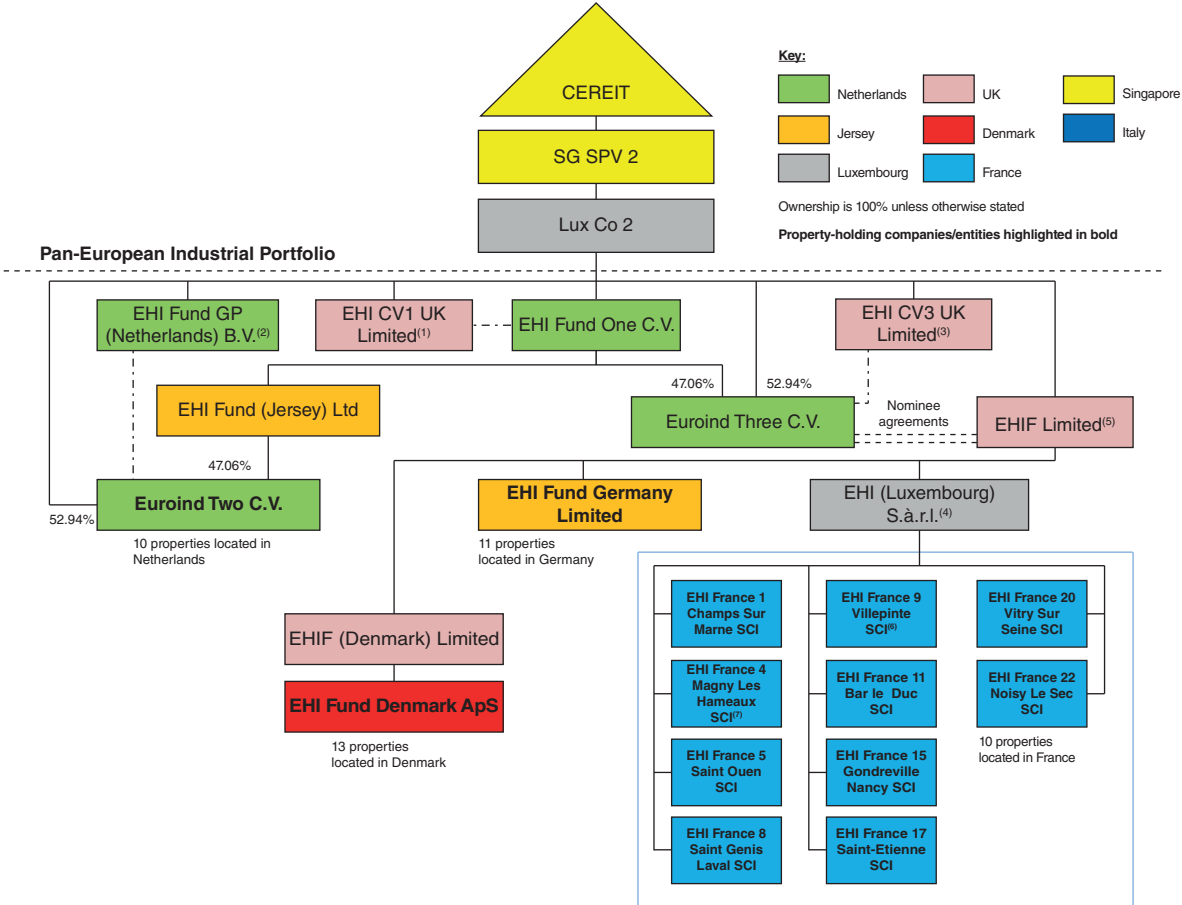 CEREIT
SG SPV 2
Lux Co 2
Key:
Netherlands
UK
Singapore
Jersey
Denmark
Italy
Luxembourg
France
Ownership is 100% unless otherwise stated
Property-holding companies/entities highlighted in bold
Pan-European Industrial Portfolio
EHI Fund GP
(Netherlands) B.V.(2)
EHI CV1 UK
Limited(1)
EHI Fund One C.V.
EHI CV3 UK
Limited(3)
EHI Fund (Jersey) Ltd
47.06%
52.94%
Euroind Three C.V.
Nominee
agreements
EHIF Limited(5)
47.06%
52.94%
Euroind Two C.V.
10 properties located in
Netherlands
EHI Fund Germany
Limited
11 properties
located in Germany
EHI (Luxembourg)
S.à.r.l.(4)
EHIF (Denmark) Limited
EHI Fund Denmark ApS
13 properties
located in Denmark
EHI France 1
Champs Sur
Marne SCI
EHI France 4
Magny Les
Hameaux
SCI(7)
EHI France 5
Saint Ouen
SCI
EHI France 8
Saint Genis
Laval SCI
EHI France 9
Villepinte
SCI(6)
EHI France 11
Bar le Duc
SCI
EHI France 15
Gondreville
Nancy SCI
EHI France 17
Saint-Etienne
SCI
EHI France 20
Vitry Sur
Seine SCI
EHI France 22
Noisy Le Sec
SCI
10 properties
located in France